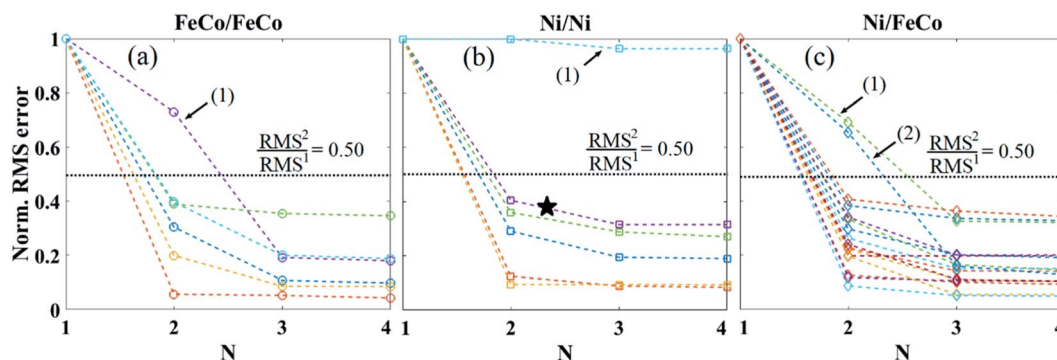 FeCo/FeCo Ni/Ni Ni/FeCo
(a) (b) (c)
(1) (1) (1)
(2)
RMS² RMS² RMS²
RMS¹ = 0.50 RMS¹ = 0.50 RMS¹ = 0.50
Norm. RMS error
1
0.8
0.6
0.4
0.2
0
1 2 3 4 1 2 3 4 1 2 3 4
N N N